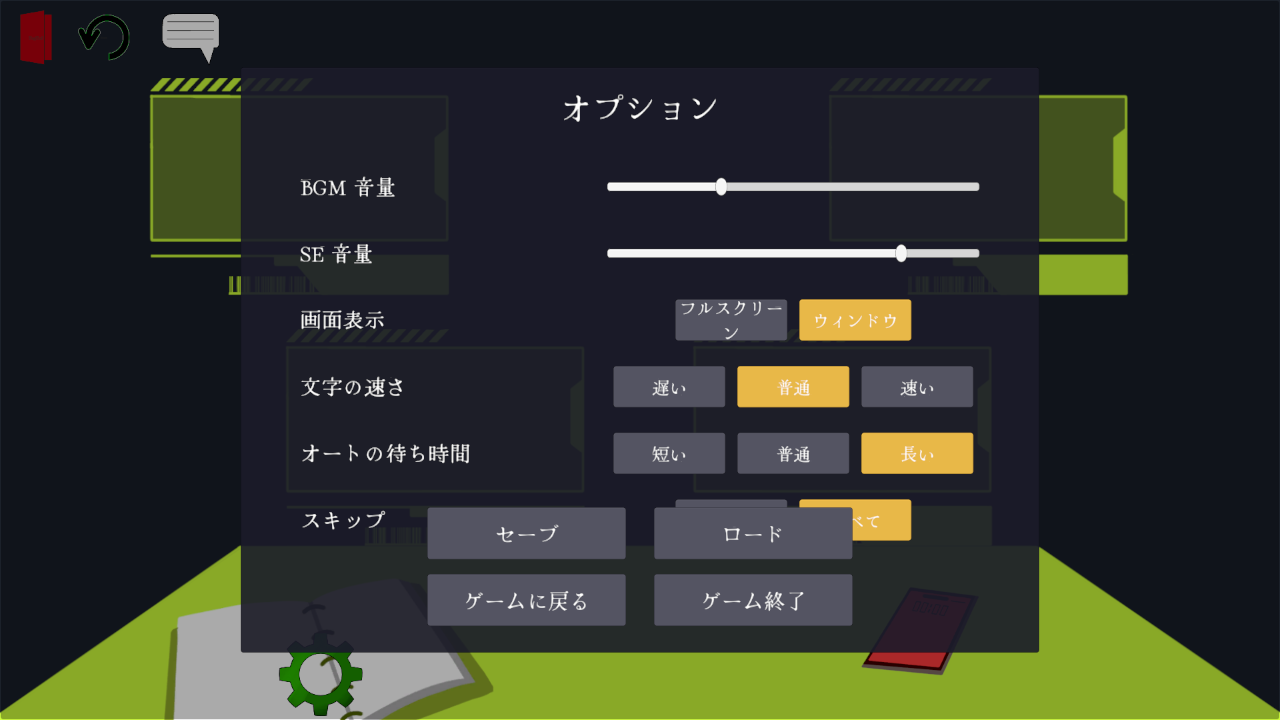 オプション
BGM 音量
SE 音量
画面表示
フルスクリー
ン
ウィンドウ
文字の速さ
遅い
普通
速い
オートの待ち時間
短い
普通
長い
スキップ
べて
セーブ
ロード
ゲームに戻る
ゲーム終了